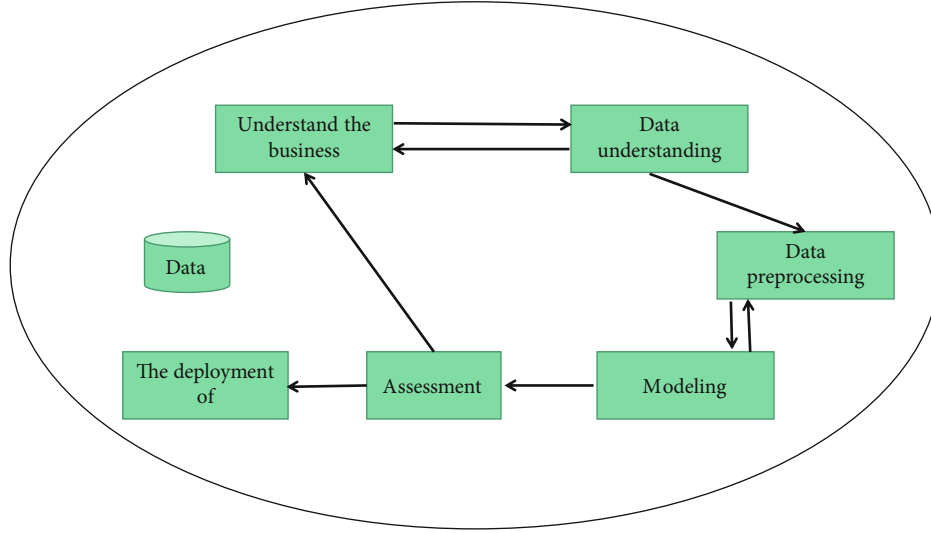 Understand the
business
Data
understanding
Data
Data
preprocessing
The deployment
of
Assessment
Modeling